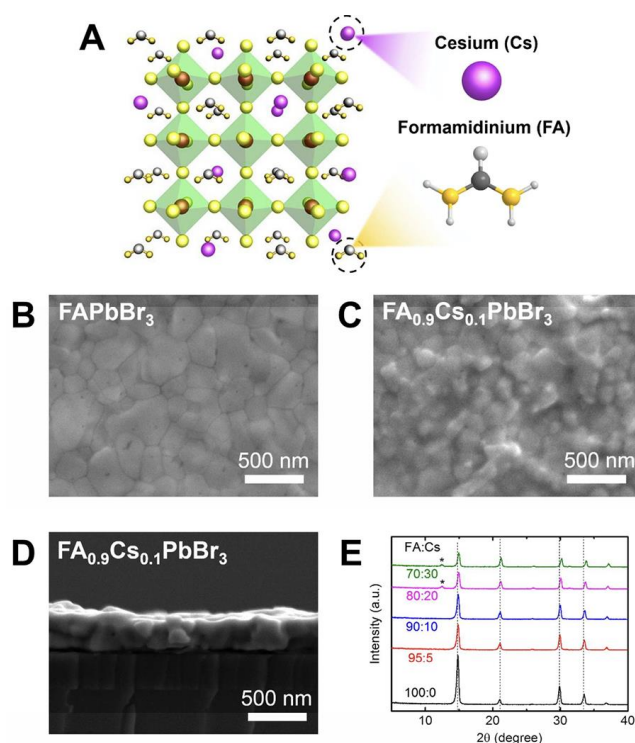 A
Cesium (Cs)
Formamidinium (FA)
B
FAPbBr3
500 nm
C
FA0.9Cs0.1PbBr3
500 nm
D
FA0.9Cs0.1PbBr3
500 nm
E
FA:Cs
*
70:30
*
80:20
90:10
95:5
100:0
Intensity (a.u.)
10 20 30 40
2θ (degree)